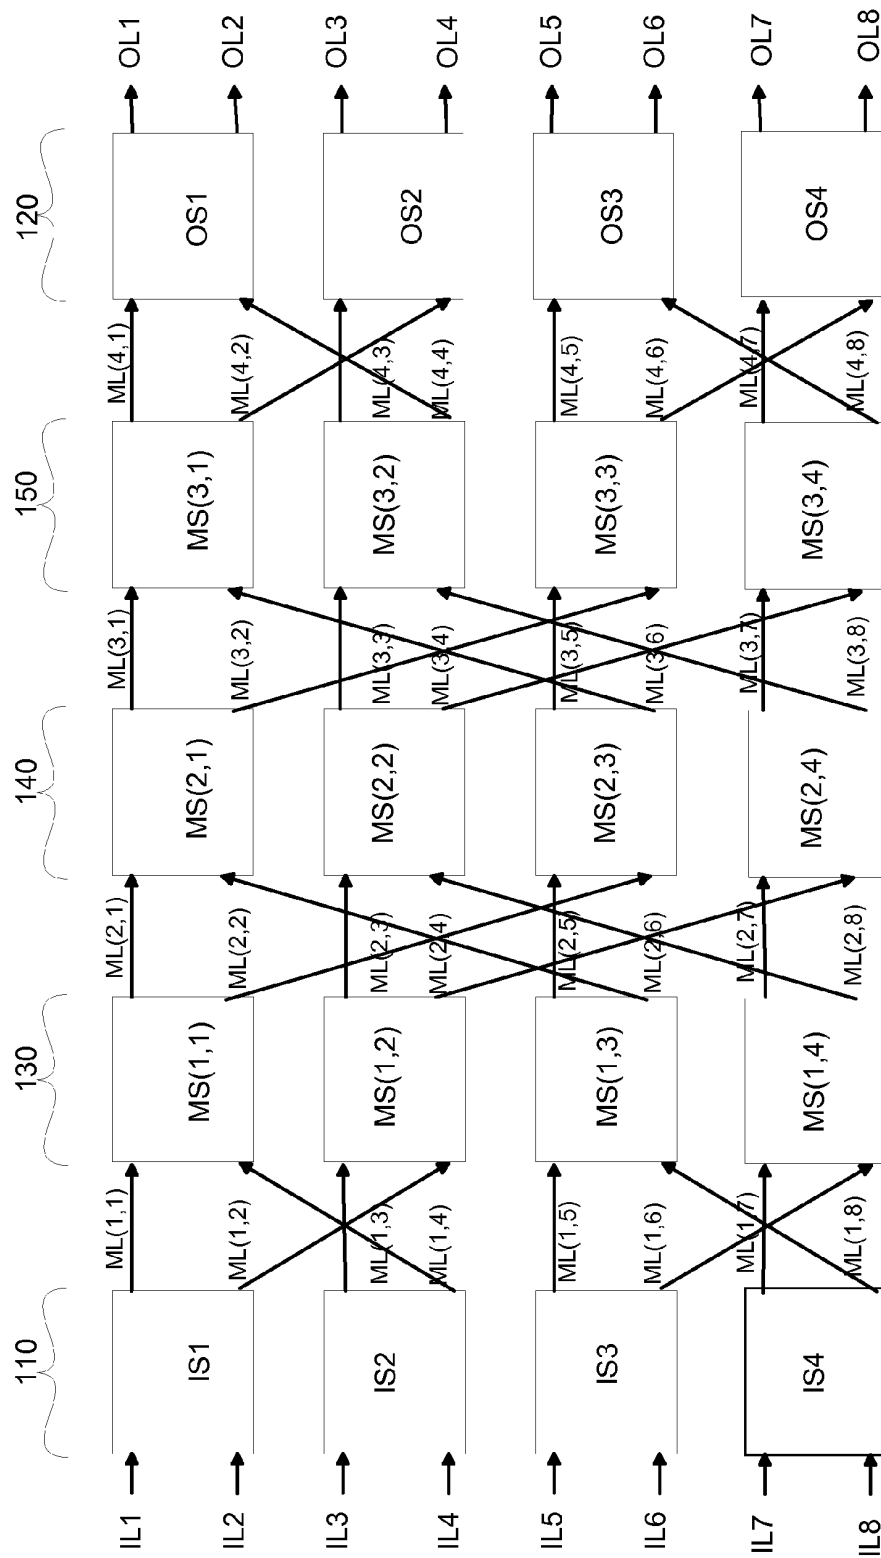 110
130
140
150
120
IL1
IS1
ML(1,1)
MS(1,1)
ML(2,1)
MS(2,1)
ML(3,1)
MS(3,1)
ML(4,1)
OS1
OL1
IL2
ML(1,2)
ML(2,2)
ML(3,2)
ML(4,2)
OL2
IL3
IS2
ML(1,3)
MS(1,2)
ML(2,3)
MS(2,2)
ML(3,3)
MS(3,2)
ML(4,3)
OS2
OL3
IL4
ML(1,4)
ML(2,4)
ML(3,4)
ML(4,4)
OL4
IL5
IS3
ML(1,5)
MS(1,3)
ML(2,5)
MS(2,3)
ML(3,5)
MS(3,3)
ML(4,5)
OS3
OL5
IL6
ML(1,6)
ML(2,6)
ML(3,6)
ML(4,6)
OL6
IL7
IS4
ML(1,7)
MS(1,4)
ML(2,7)
MS(2,4)
ML(3,7)
MS(3,4)
ML(4,7)
OS4
OL7
IL8
ML(1,8)
ML(2,8)
ML(3,8)
ML(4,8)
OL8